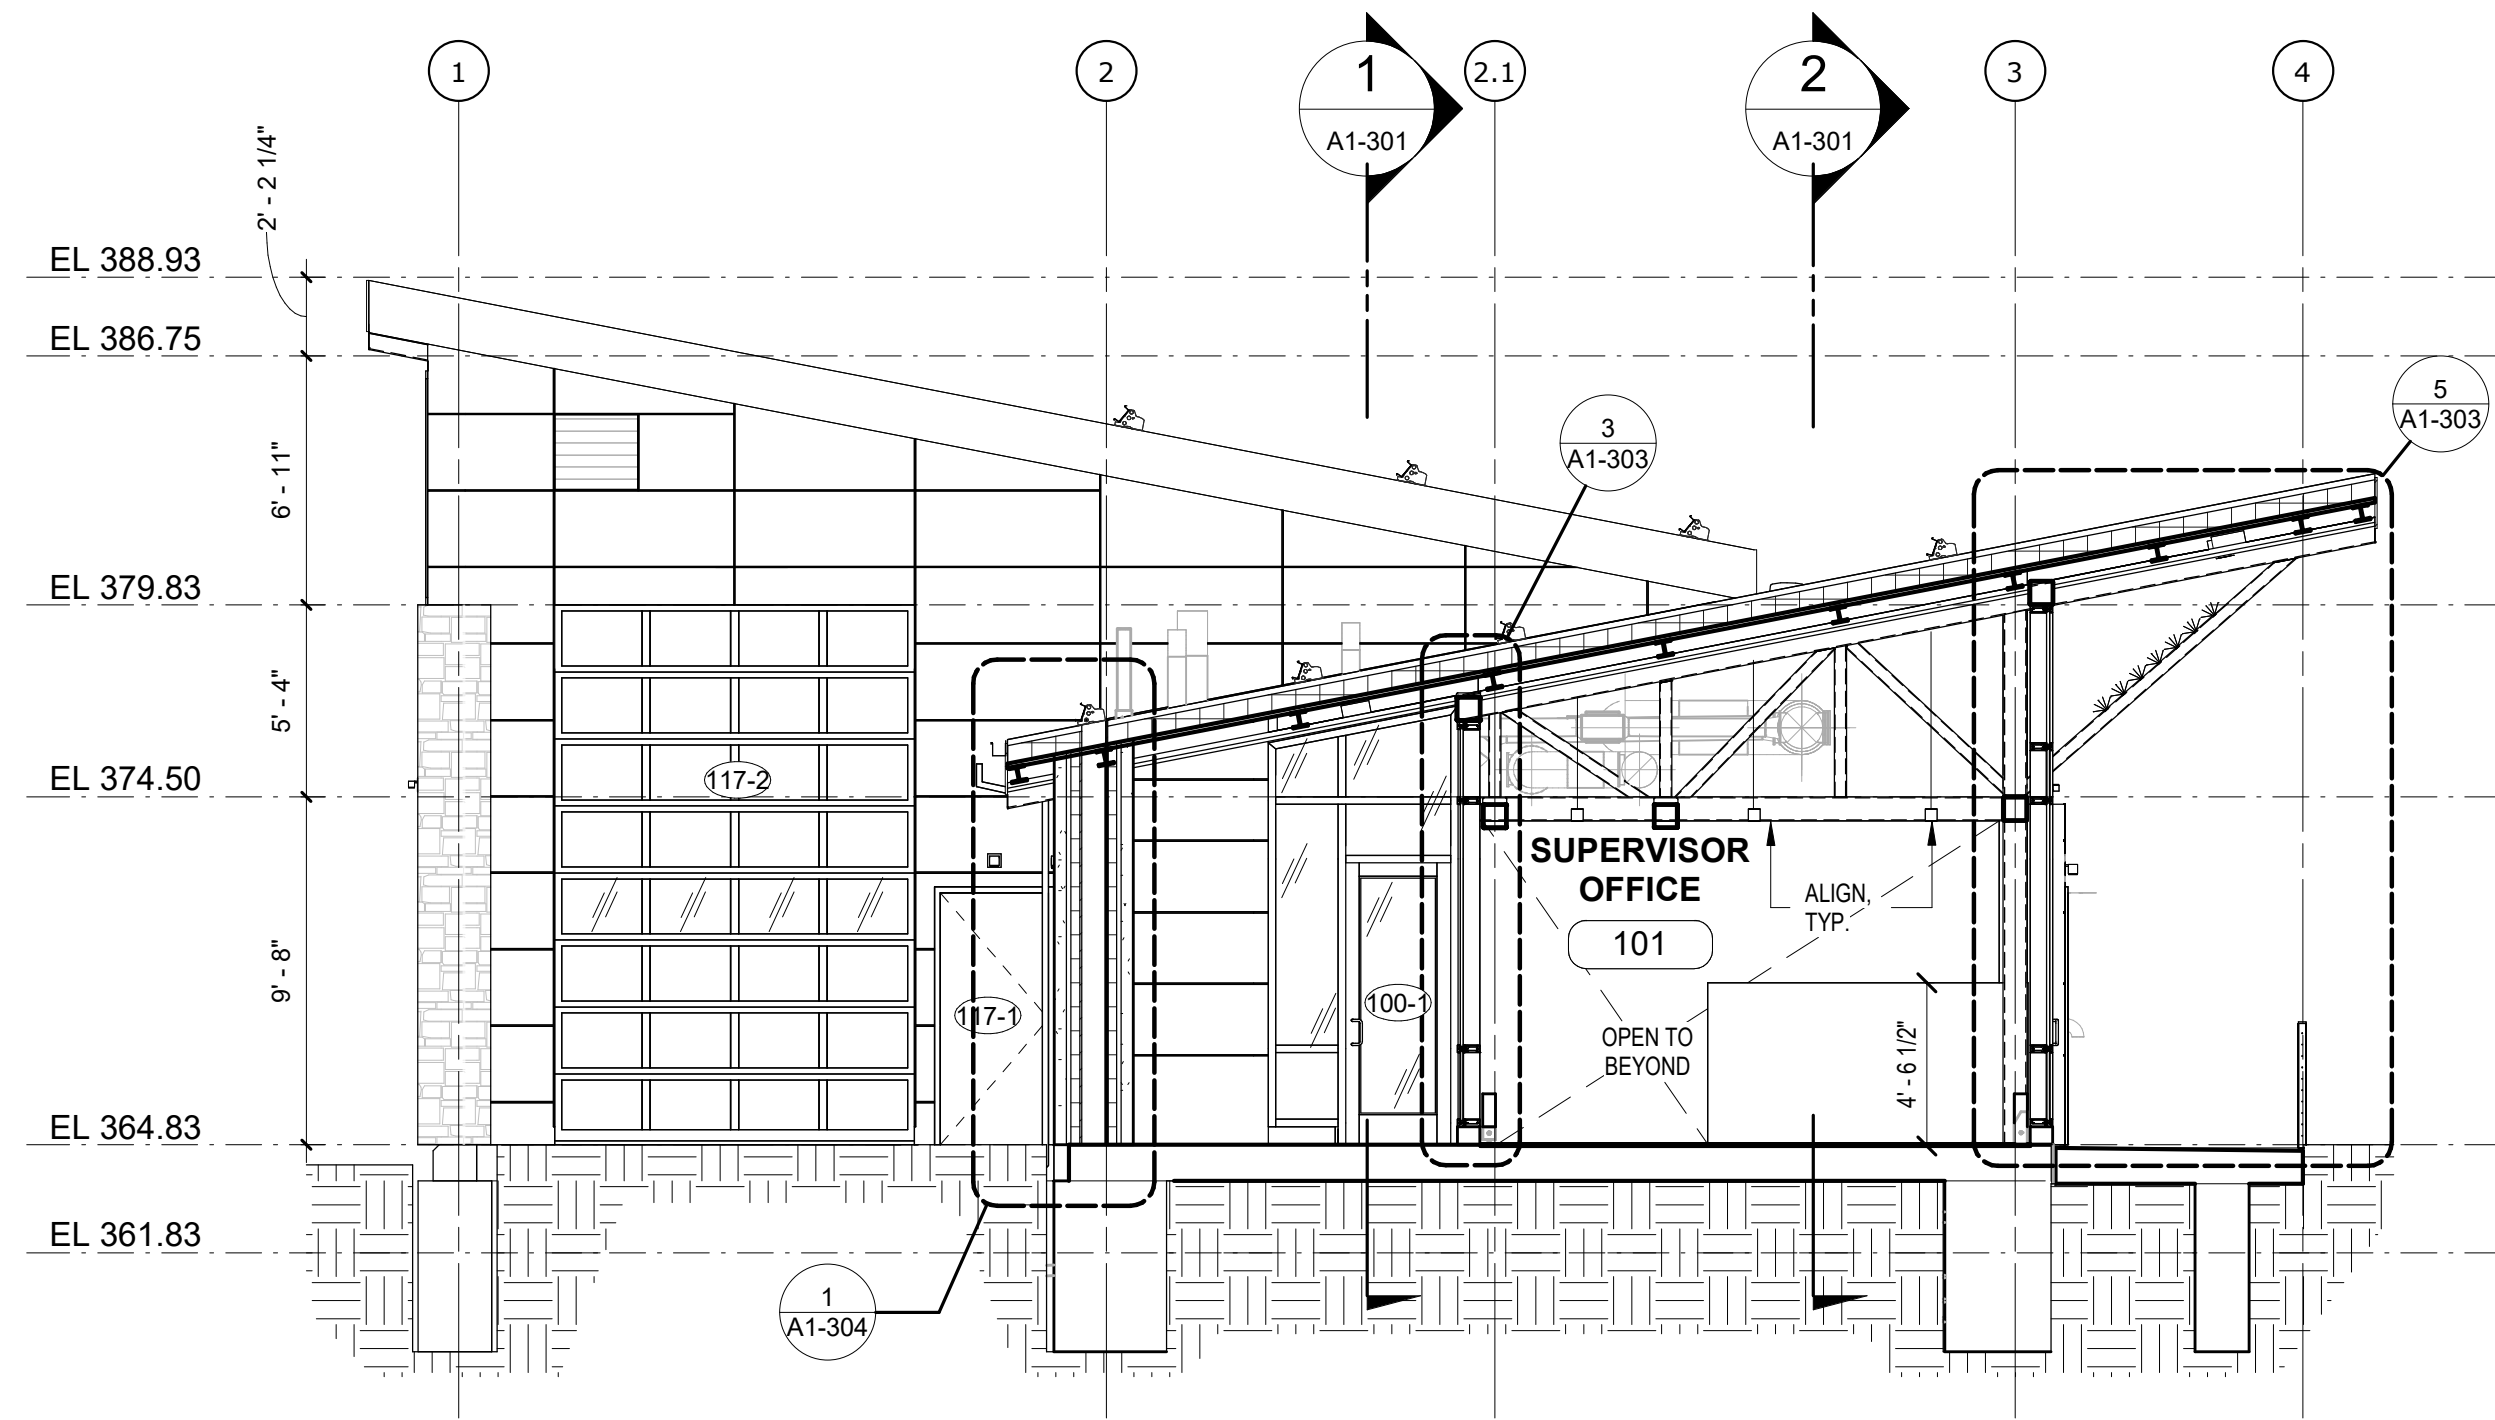 1
2
2.1
3
4
1
A1-301
2
A1-301
2' - 2 1/4"
EL 388.93
EL 386.75
6' - 11"
3
A1-303
5
A1-303
EL 379.83
5' - 4"
EL 374.50
117-2
SUPERVISOR
OFFICE
101
ALIGN,
TYP.
9' - 8"
117-1
100-1
OPEN TO
BEYOND
4' - 6 1/2"
EL 364.83
EL 361.83
1
A1-304